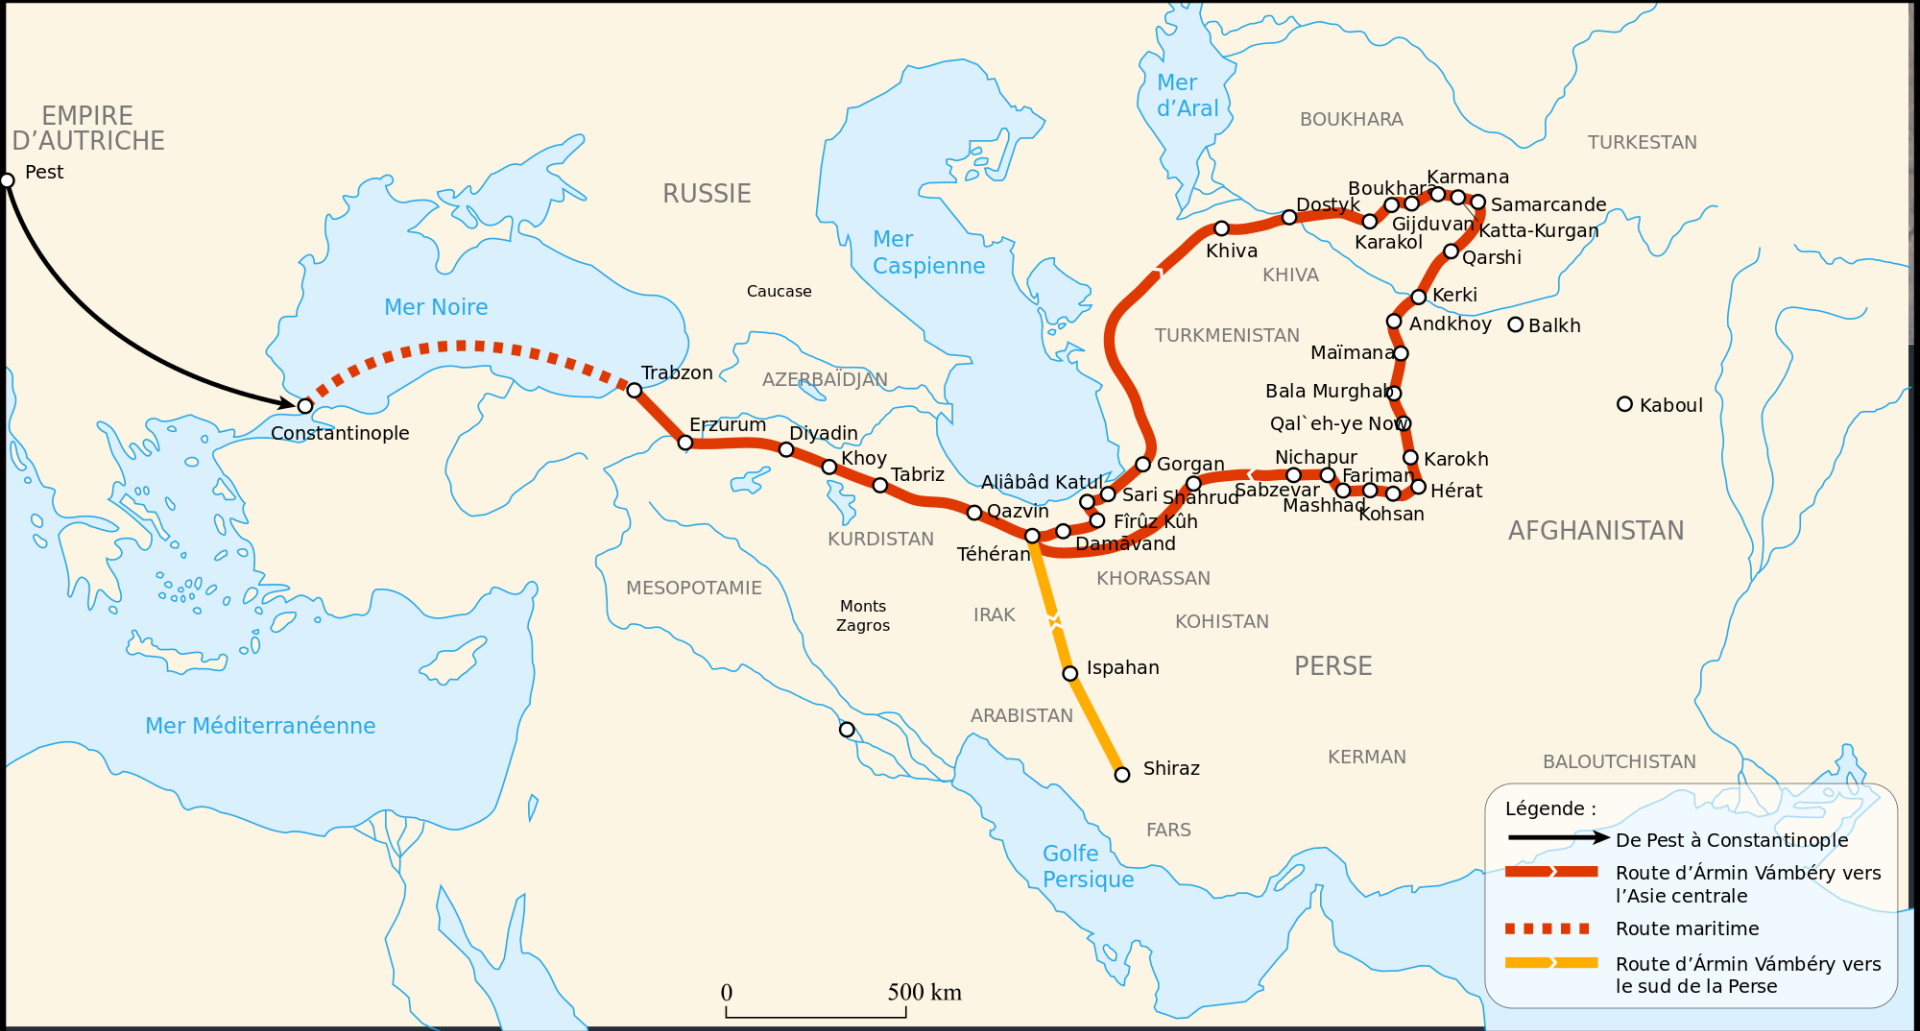 EMPIRE
D'AUTRICHE
Pest
RUSSIE
Mer
d'Aral
BOUKHARA
TURKESTAN
Karmana
Boukhara
Dostyk
Samarcande
Gijduvan
Katta-Kurgan
Karakol
Khiva
Qarshi
Mer
Caspienne
KHIVA
Caucase
Kerki
Mer Noire
Andkhoy
Balkh
TURKMENISTAN
Maïmana
Trabzon
AZERBAÏDJAN
Bala Murghab
Kaboul
Constantinople
Erzurum
Diyadin
Qal`eh-ye Now
Khoy
Tabriz
Gorgan
Nichapur
Karokh
Aliâbâd Katul
Fariman
Sari
Shahrud
Sabzevar
Hérat
Mashhad
Kohsan
Qazvin
Fîrûz Kûh
Damāvand
Téhéran
KURDISTAN
AFGHANISTAN
KHORASSAN
MESOPOTAMIE
Monts
Zagros
IRAK
KOHISTAN
Ispahan
PERSE
Mer Méditerranéenne
ARABISTAN
Shiraz
KERMAN
BALOUTCHISTAN
FARS
Golfe
Persique
Légende :
De Pest à Constantinople
Route d'Ármin Vámbéry vers
l'Asie centrale
Route maritime
Route d'Ármin Vámbéry vers
le sud de la Perse
0
500 km